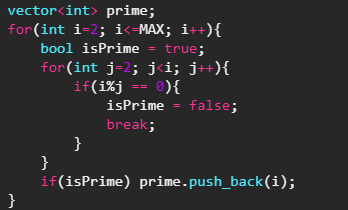 vector<int> prime;
for(int i=2; i<=MAX; i++){
    bool isPrime = true;
    for(int j=2; j<i; j++){
        if(i%j == 0){
            isPrime = false;
            break;
        }
    }
    if(isPrime) prime.push_back(i);
}